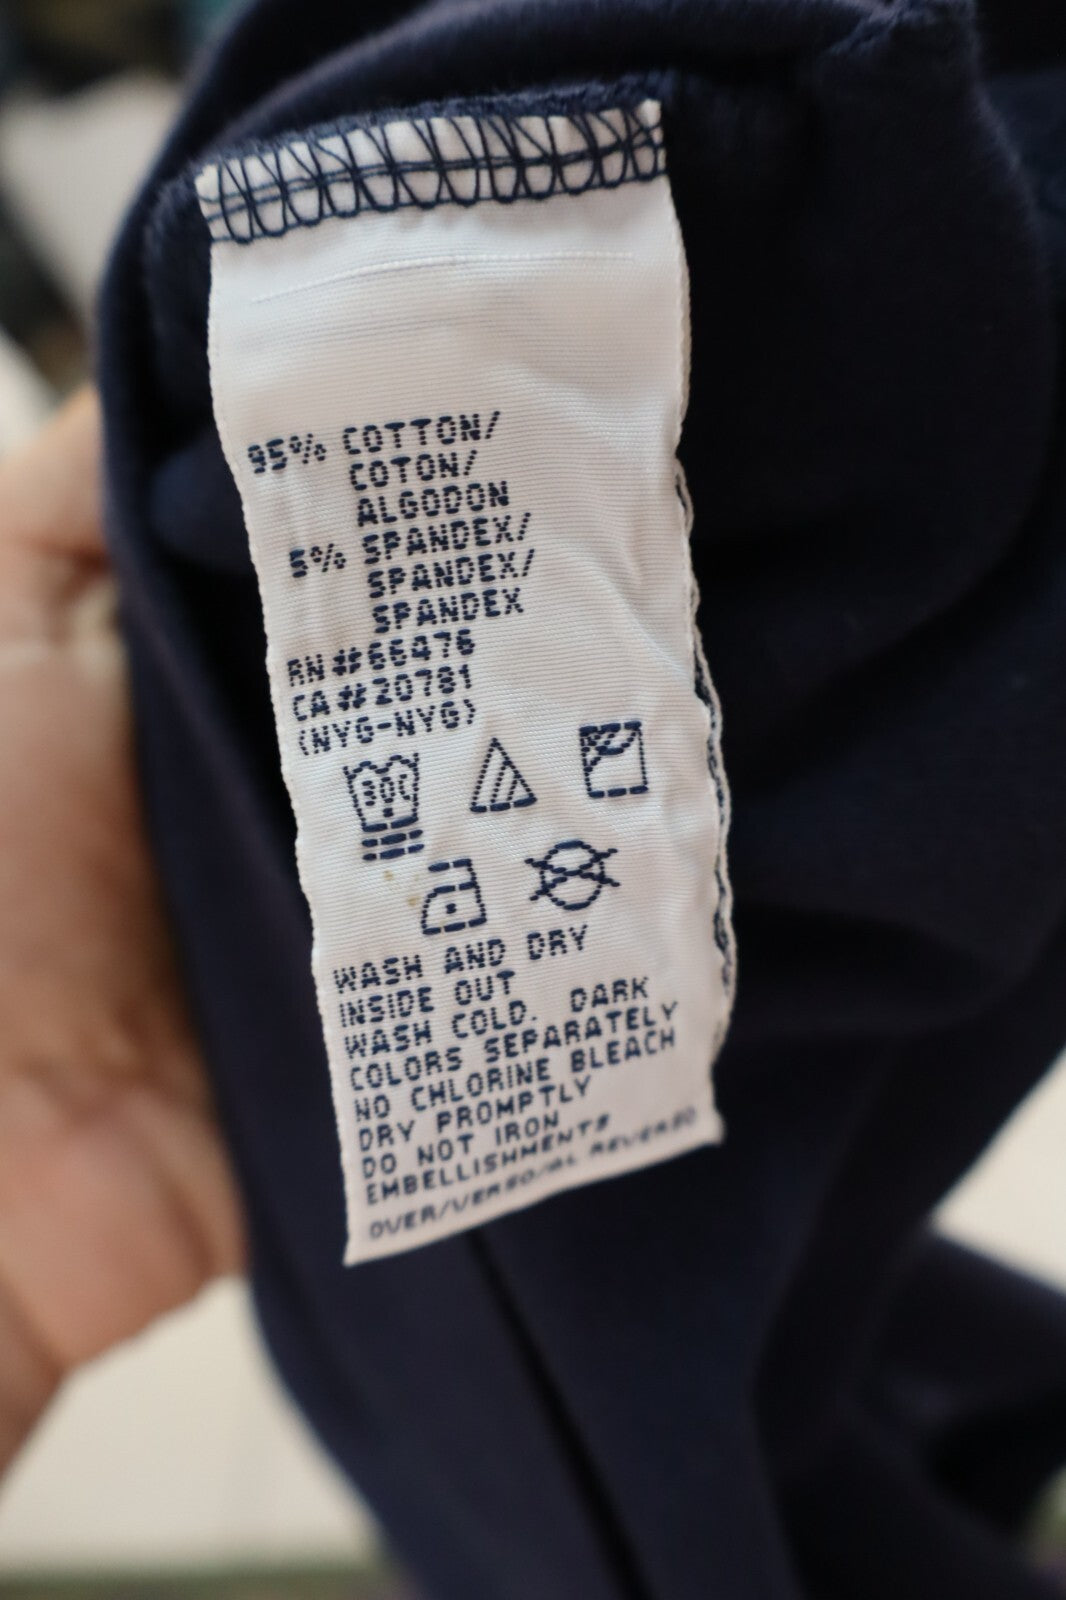 95% COTTON/
COTON/
ALGODON
5% SPANDEX/
SPANDEX/
SPANDEX
RN #66476
CA #20781
(NYG-NYG)
30C
WASH AND DRY
INSIDE OUT
WASH COLD. DARK
COLORS SEPARATELY
NO CHLORINE BLEACH
DRY PROMPTLY
DO NOT IRON
EMBELLISHMENTS
OVER/VERSO/AL REVERSO